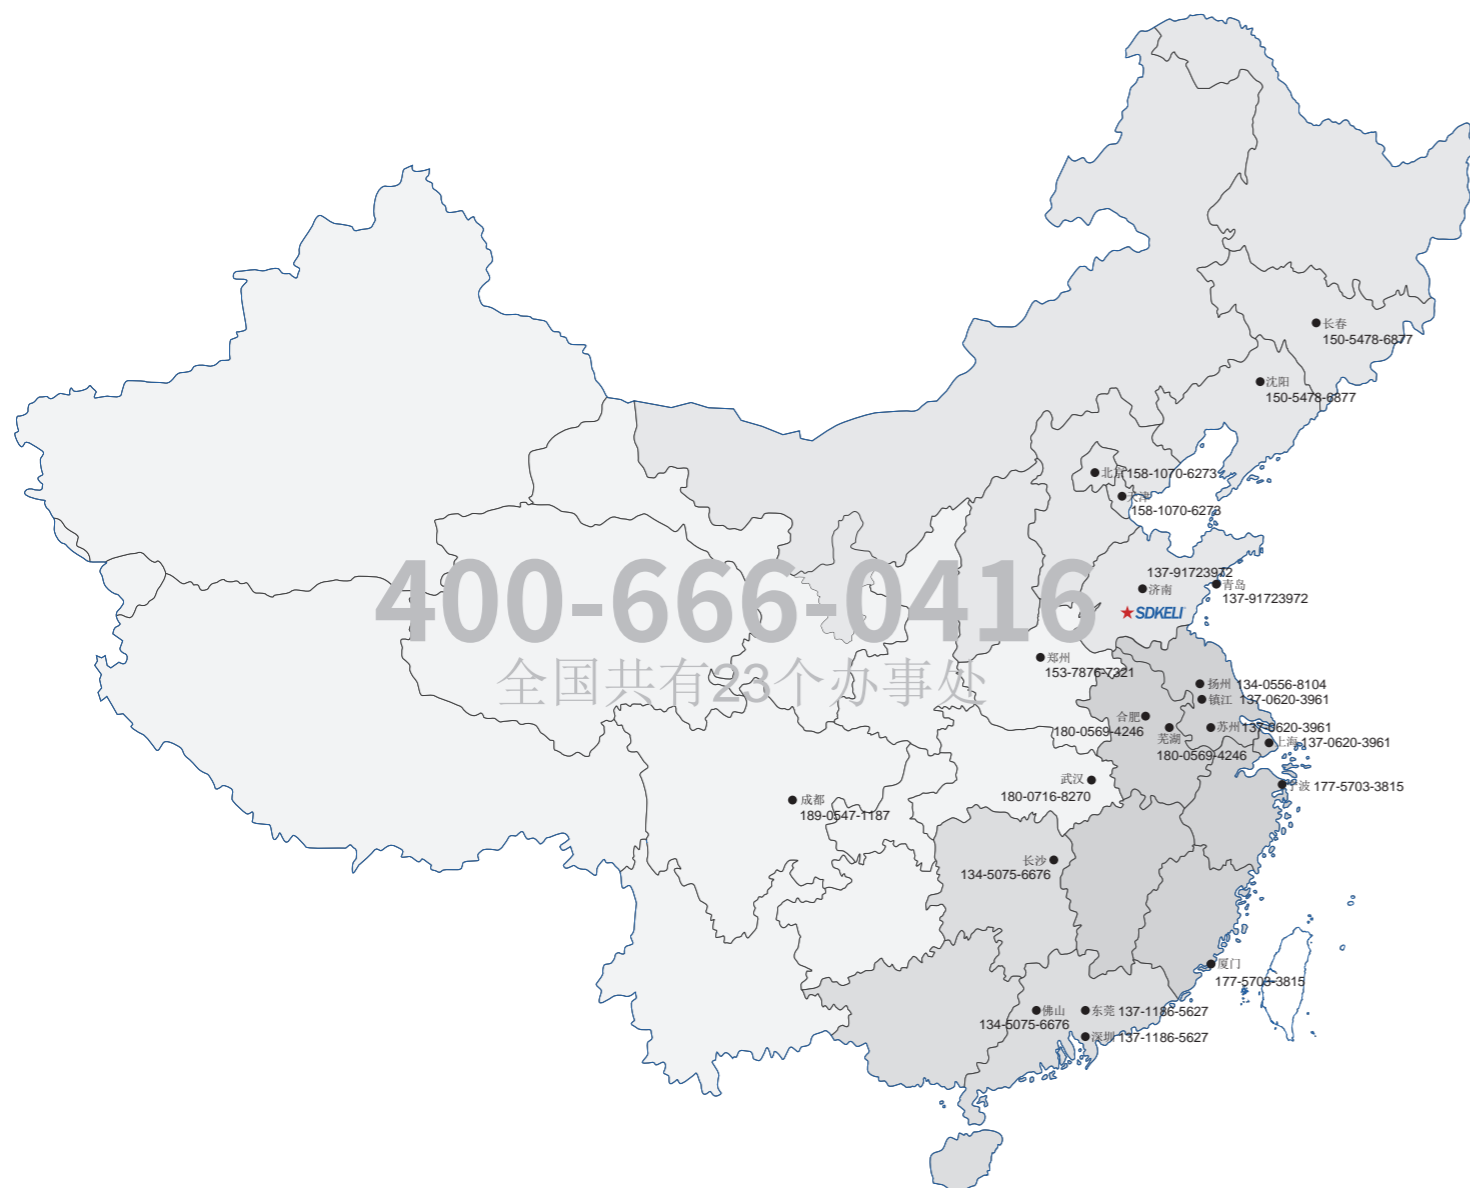 长春
150-5478-6877
沈阳
150-5478-6877
北京 158-1070-6273
天津
158-1070-6273
400-666-0416
全国共有23个办事处
137-91723972
济南
青岛
137-91723972
SDKELI
郑州
153-7876-7321
扬州 134-0556-8104
镇江 137-0620-3961
合肥
180-0569-4246
苏州 137-0620-3961
芜湖
180-0569-4246
上海 137-0620-3961
武汉
180-0716-8270
宁波 177-5703-3815
成都
189-0547-1187
长沙
134-5075-6676
厦门
177-5703-3815
佛山
134-5075-6676
东莞 137-1186-5627
深圳 137-1186-5627